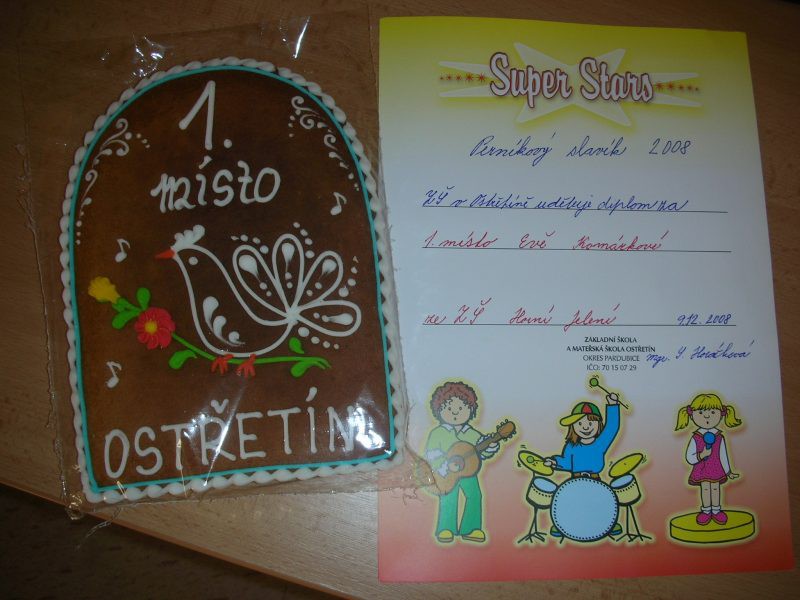 1.
místo
OSTŘETÍN
Super Stars
Perníkový slavík 2008
ZŠ v Ostřetíně uděluje diplom za
1. místo Evě Komárkové
ze ZŠ Horní Jelení 9.12.2008
ZÁKLADNÍ ŠKOLA
A MATEŘSKÁ ŠKOLA OSTŘETÍN
OKRES PARDUBICE
IČO: 70 15 07 29
Mgr.